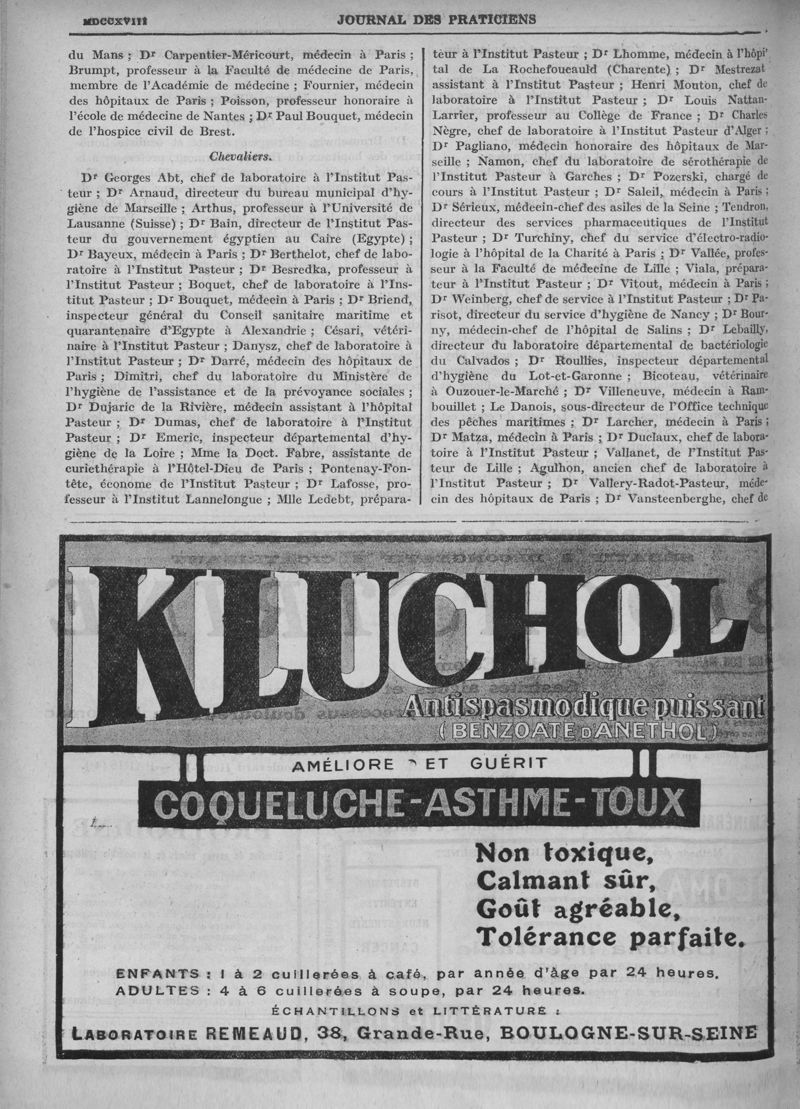 MDCCXVIII
JOURNAL DES PRATICIENS
du Mans ; Dr Carpentier-Méricourt, médecin à Paris ;
Brumpt, professeur à la Faculté de médecine de Paris,
membre de l'Académie de médecine ; Fournier, médecin
des hôpitaux de Paris ; Poisson, professeur honoraire à
l'école de médecine de Nantes ; Dr Paul Bouquet, médecin
de l'hospice civil de Brest.
Chevaliers.
Dr Georges Abt, chef de laboratoire à l'Institut Pas-
teur ; Dr Arnaud, directeur du bureau municipal d'hy-
giène de Marseille ; Arthus, professeur à l'Université de
Lausanne (Suisse) ; Dr Bain, directeur de l'Institut Pas-
teur du gouvernement égyptien au Caire (Egypte) ;
Dr Bayeux, médecin à Paris ; Dr Berthelot, chef de labo-
ratoire à l'Institut Pasteur ; Besredka, professeur à
l'Institut Pasteur ; Boquet, chef de laboratoire à l'Ins-
titut Pasteur ; Dr Bouquet, médecin à Paris ; Dr Briend,
inspecteur général du Conseil sanitaire maritime et
quarantenaire d'Egypte à Alexandrie ; Césari, vétéri-
naire à l'Institut Pasteur ; Danysz, chef de laboratoire à
l'Institut Pasteur ; Dr Darré, médecin des hôpitaux de
Paris ; Dimitri, chef du laboratoire du Ministère de
l'hygiène de l'assistance et de la prévoyance sociales ;
Dr Dujaric de la Rivière, médecin assistant à l'hôpital
Pasteur ; Dr Dumas, chef de laboratoire à l'Institut
Pasteur ; Dr Emeric, inspecteur départemental d'hy-
giène de la Loire ; Mme la Doct. Fabre, assistante de
curiethérapie à l'Hôtel-Dieu de Paris ; Pontenay-Fon-
tête, économe de l'Institut Pasteur ; Dr Lafosse, pro-
fesseur à l'Institut Lannelongue ; Mlle Ledebt, prépara-
teur à l'Institut Pasteur ; Dr Lhomme, médecin à l'hôpi-
tal de La Rochefoucauld (Charente) ; Dr Mestrezat
assistant à l'Institut Pasteur ; Henri Mouton, chef de
laboratoire à l'Institut Pasteur ; Dr Louis Nattan-
Larrier, professeur au Collège de France ; Dr Charles
Nègre, chef de laboratoire à l'Institut Pasteur d'Alger ;
Dr Pagliano, médecin honoraire des hôpitaux de Mar-
seille ; Namon, chef du laboratoire de sérothérapie de
l'Institut Pasteur à Garches ; Dr Pozerski, chargé de
cours à l'Institut Pasteur ; Dr Saleil, médecin à Paris ;
Dr Sérieux, médecin-chef des asiles de la Seine ; Tendron,
directeur des services pharmaceutiques de l'Institut
Pasteur ; Dr Turchiny, chef du service d'électro-radio-
logie à l'hôpital de la Charité à Paris ; Dr Vallée, profes-
seur à la Faculté de médecine de Lille ; Viala, prépara-
teur à l'Institut Pasteur ; Dr Vitout, médecin à Paris ;
Dr Weinberg, chef de service à l'Institut Pasteur ; Dr Pa-
risot, directeur du service d'hygiène de Nancy ; Dr Bour-
ny, médecin-chef de l'hôpital de Salins ; Dr Lebailly,
directeur du laboratoire départemental de bactériologie
du Calvados ; Dr Roullies, inspecteur départemental
d'hygiène du Lot-et-Garonne ; Bicoteau, vétérinaire
à Ouzouer-le-Marché ; Dr Villeneuve, médecin à Ram-
bouillet ; Le Danois, sous-directeur de l'Office technique
des pêches maritimes ; Dr Larcher, médecin à Paris ;
Dr Matza, médecin à Paris ; Dr Duclaux, chef de labora-
toire à l'Institut Pasteur ; Vallanet, de l'Institut Pas-
teur de Lille ; Agulhon, ancien chef de laboratoire à
l'Institut Pasteur ; Dr Vallery-Radot-Pasteur, méde-
cin des hôpitaux de Paris ; Dr Vansteenberghe, chef de
KLUCHOL
Antispasmodique puissant
(BENZOATE D'ANETHOL)
AMÉLIORE ET GUÉRIT
COQUELUCHE-ASTHME-TOUX
Non toxique,
Calmant sûr,
Goût agréable,
Tolérance parfaite.
ENFANTS : 1 à 2 cuillerées à café, par année d'âge par 24 heures.
ADULTES : 4 à 6 cuillerées à soupe, par 24 heures.
ÉCHANTILLONS et LITTÉRATURE :
LABORATOIRE REMEAUD, 38, Grande-Rue, BOULOGNE-SUR-SEINE